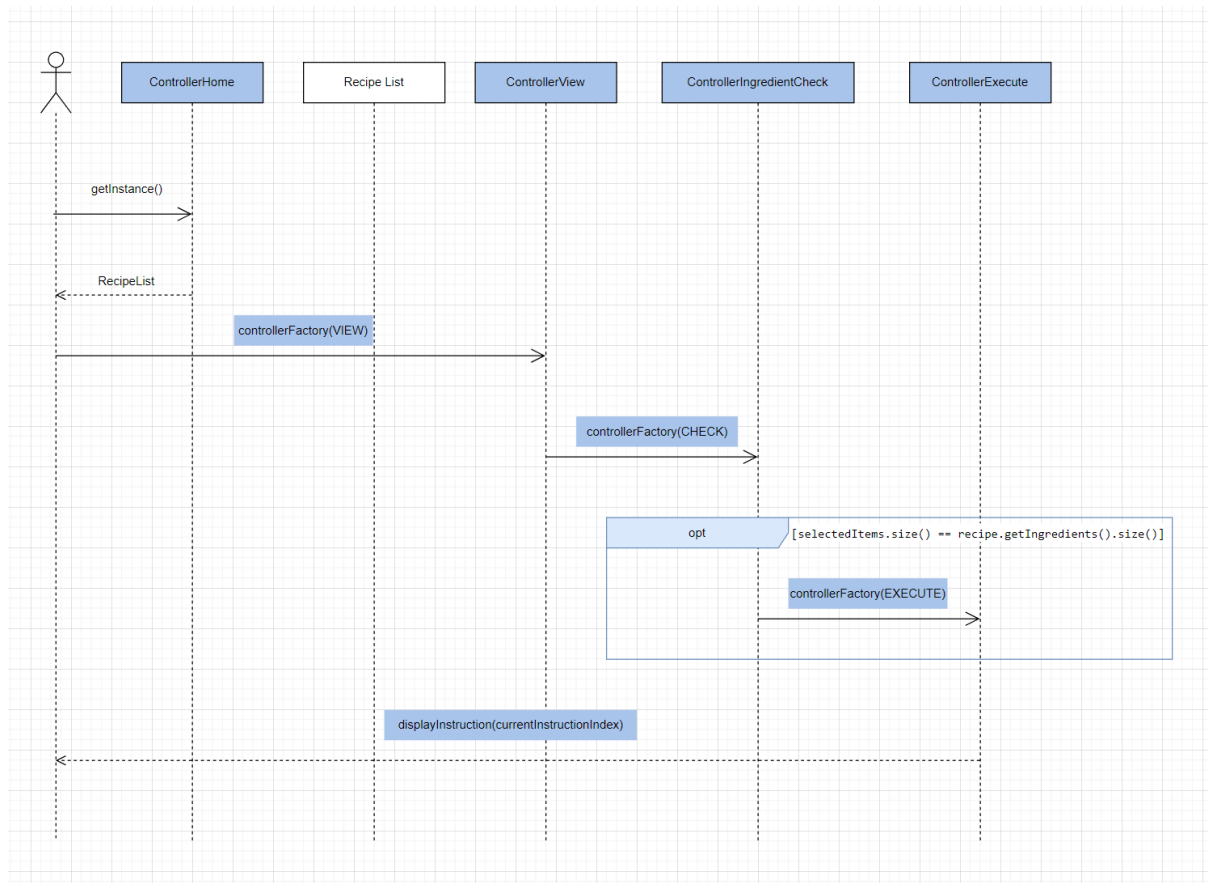 ControllerHome
Recipe List
ControllerView
ControllerIngredientCheck
ControllerExecute
getInstance()
RecipeList
controllerFactory(VIEW)
controllerFactory(CHECK)
opt
[selectedItems.size() == recipe.getIngredients().size()]
controllerFactory(EXECUTE)
displayInstruction(currentInstructionIndex)